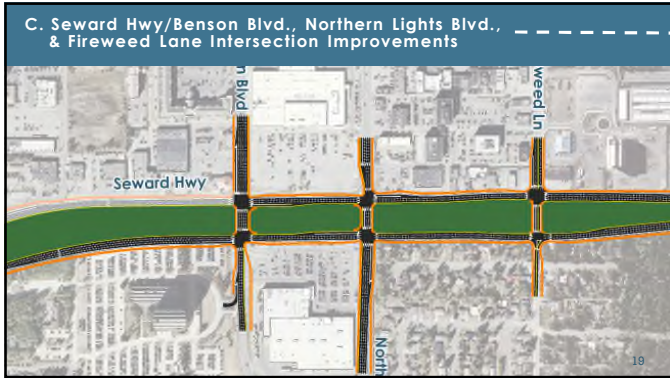 C. Seward Hwy/Benson Blvd., Northern Lights Blvd.,
& Fireweed Lane Intersection Improvements
n Blvd
weed Ln
Seward Hwy
North
19